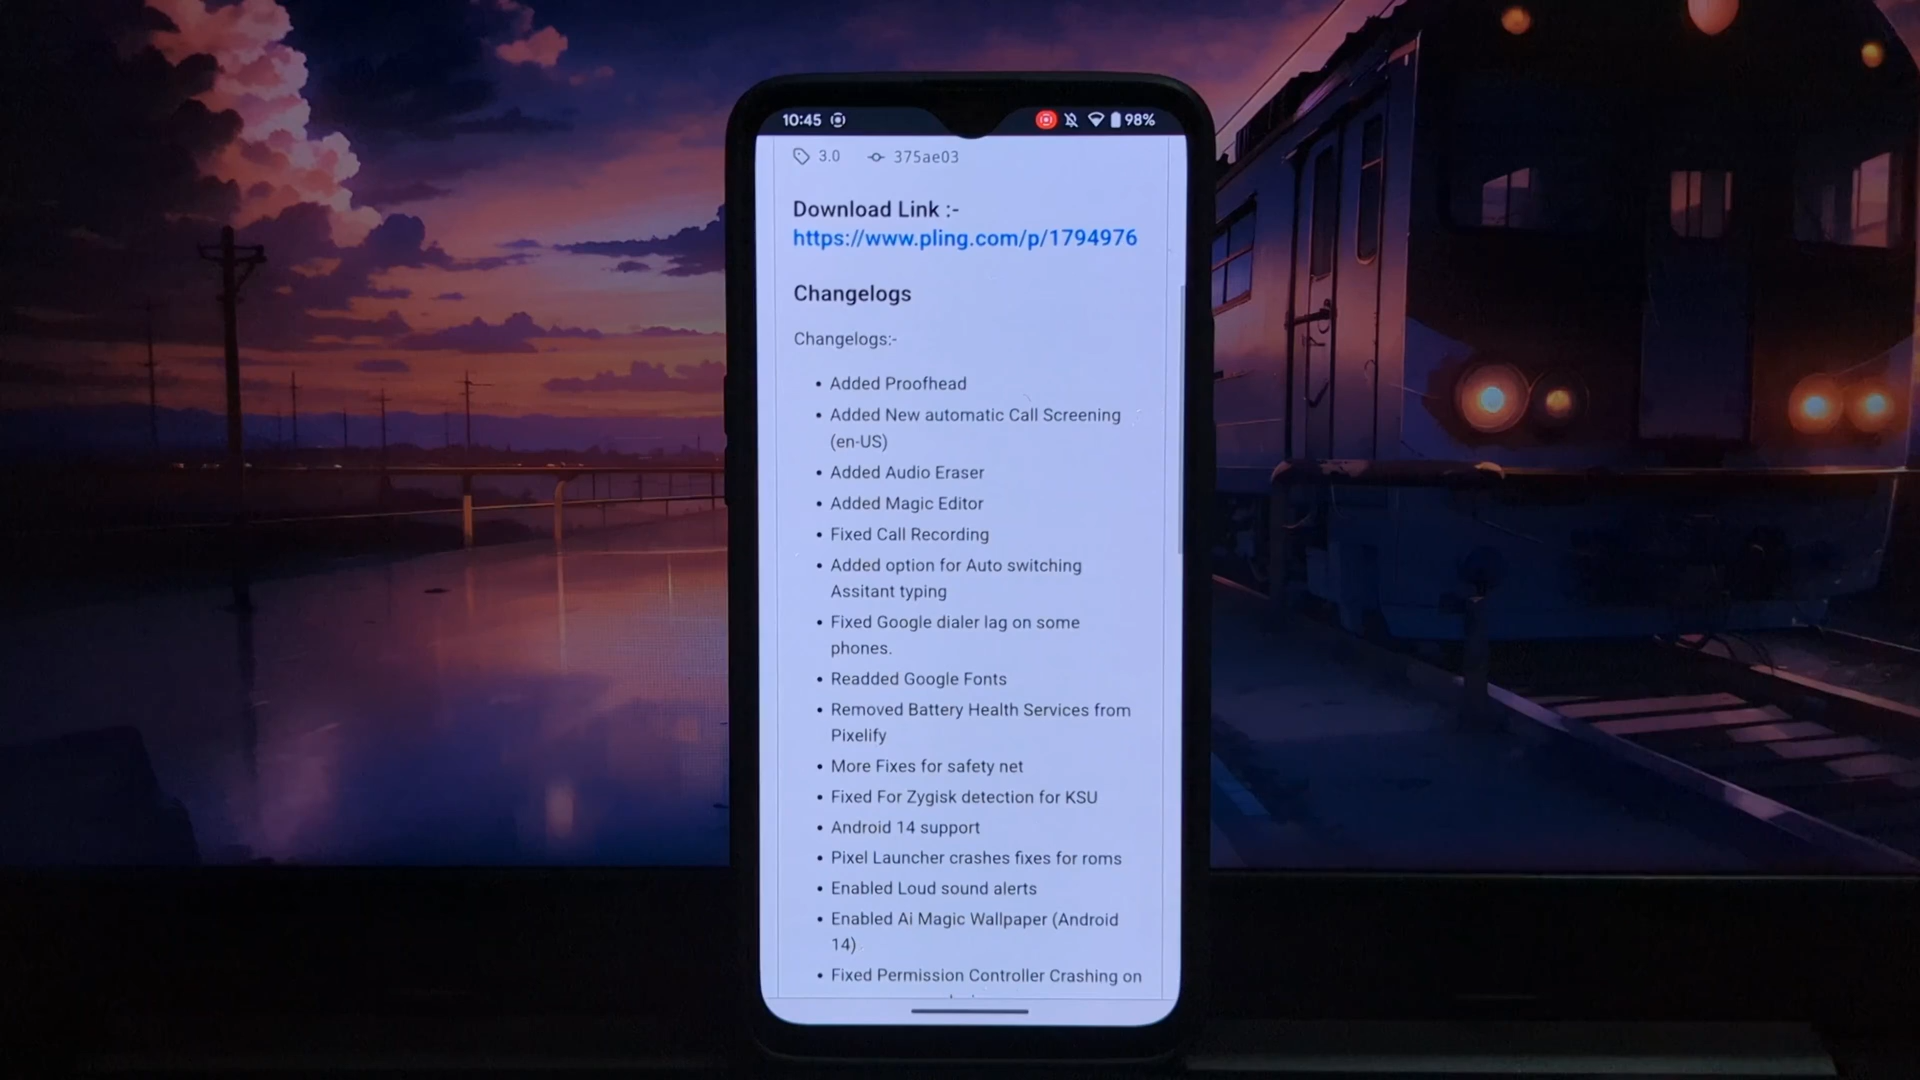 10:45 98%
3.0 375ae03
Download Link :-
https://www.pling.com/p/1794976
Changelogs
Changelogs:-
• Added Proofhead
• Added New automatic Call Screening
(en-US)
• Added Audio Eraser
• Added Magic Editor
• Fixed Call Recording
• Added option for Auto switching
Assitant typing
• Fixed Google dialer lag on some
phones.
• Readded Google Fonts
• Removed Battery Health Services from
Pixelify
• More Fixes for safety net
• Fixed For Zygisk detection for KSU
• Android 14 support
• Pixel Launcher crashes fixes for roms
• Enabled Loud sound alerts
• Enabled Ai Magic Wallpaper (Android
14)
• Fixed Permission Controller Crashing on